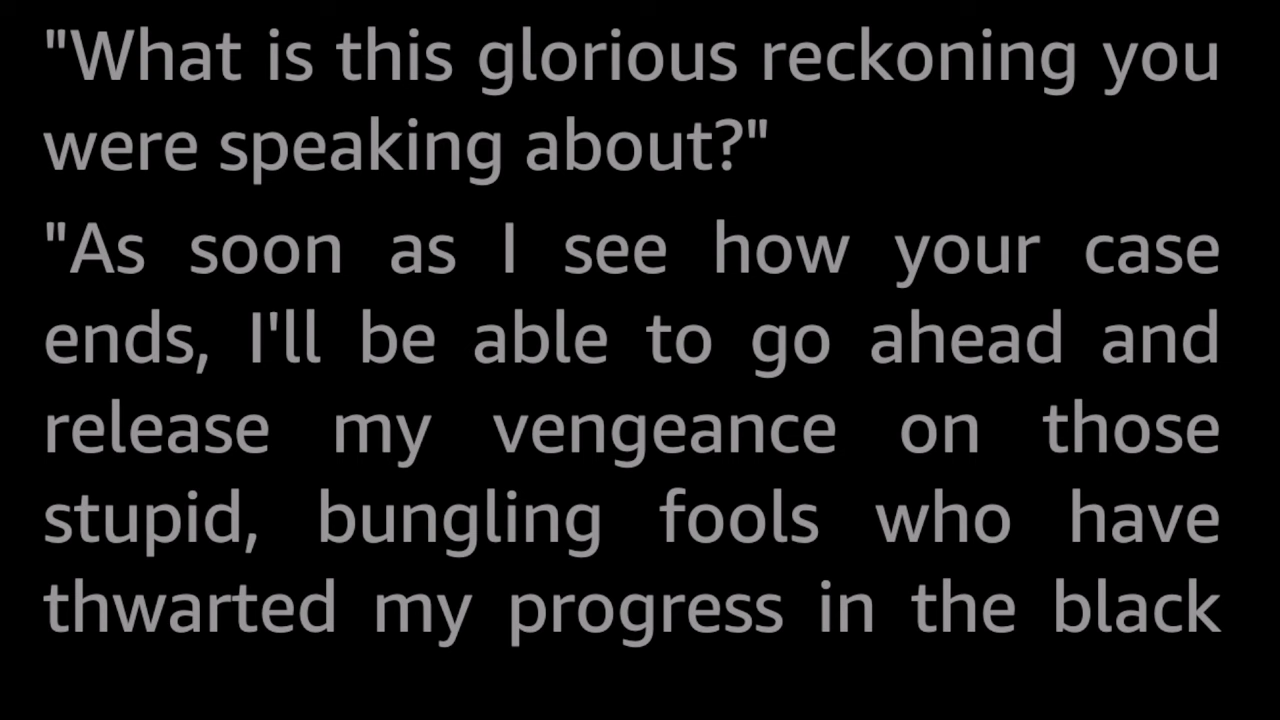 "What is this glorious reckoning you
were speaking about?"
"As soon as I see how your case
ends, I'll be able to go ahead and
release my vengeance on those
stupid, bungling fools who have
thwarted my progress in the black